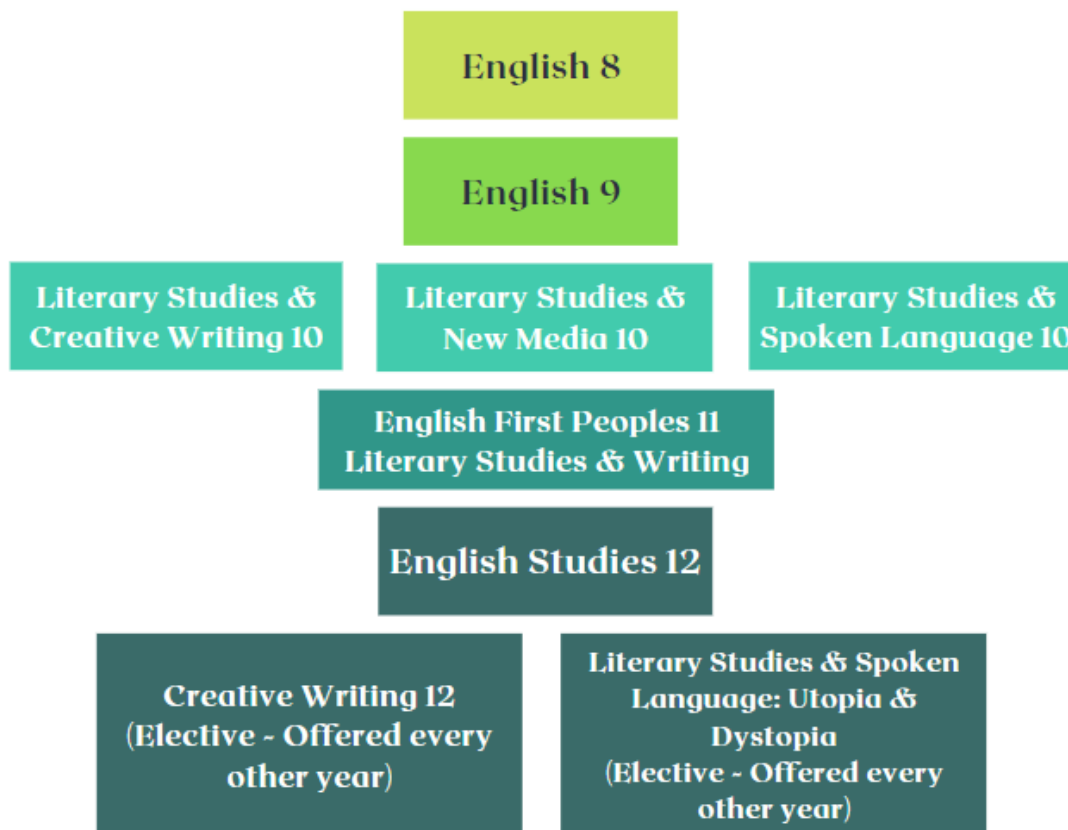 English 8
English 9
Literary Studies &
Creative Writing 10
Literary Studies &
New Media 10
Literary Studies &
Spoken Language 10
English First Peoples 11
Literary Studies & Writing
English Studies 12
Creative Writing 12
(Elective - Offered every
other year)
Literary Studies & Spoken
Language: Utopia &
Dystopia
(Elective - Offered every
other year)